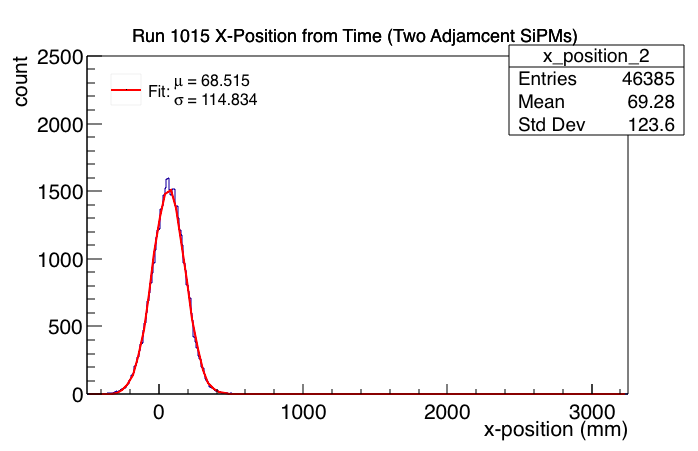 Run 1015 X-Position from Time (Two Adjamcent SiPMs)
x_position_2
Entries 46385
Mean 69.28
Std Dev 123.6
Fit: μ = 68.515
σ = 114.834
count
2500
2000
1500
1000
500
0
0 1000 2000 3000
x-position (mm)